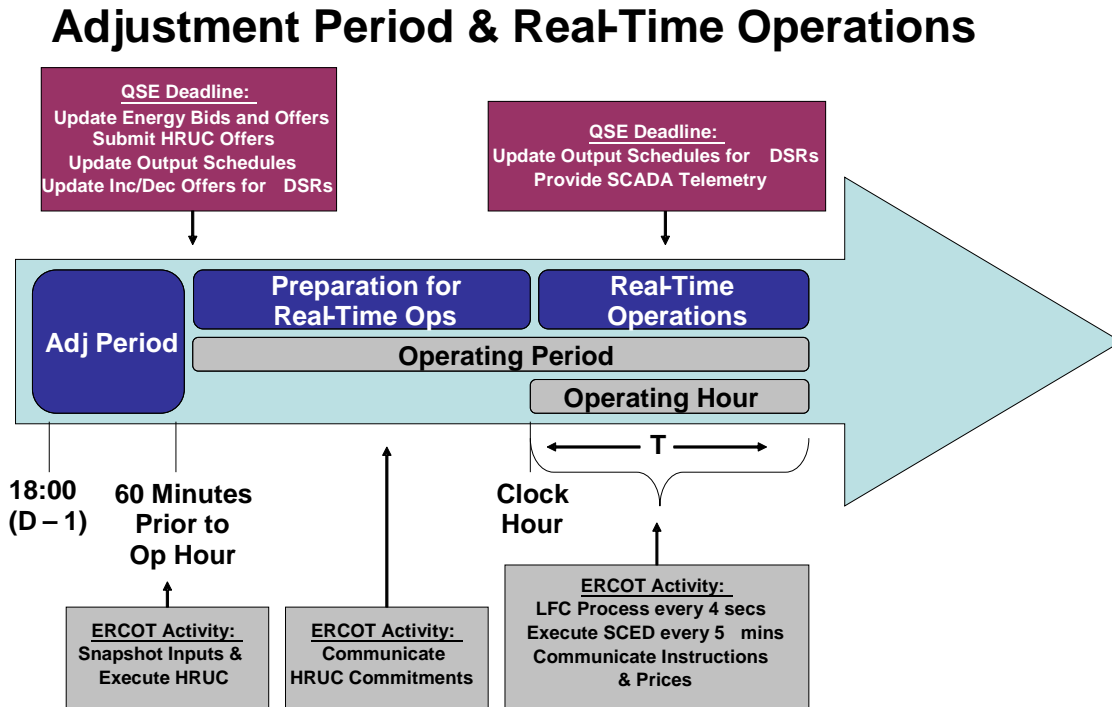 Adjustment Period & Real-Time Operations
QSE Deadline:
Update Energy Bids and Offers
Submit HRUC Offers
Update Output Schedules
Update Inc/Dec Offers for DSRs
QSE Deadline:
Update Output Schedules for DSRs
Provide SCADA Telemetry
Adj Period
Preparation for
Real-Time Ops
Real-Time
Operations
Operating Period
Operating Hour
T
18:00
(D – 1)
60 Minutes
Prior to
Op Hour
Clock
Hour
ERCOT Activity:
Snapshot Inputs &
Execute HRUC
ERCOT Activity:
Communicate
HRUC Commitments
ERCOT Activity:
LFC Process every 4 secs
Execute SCED every 5 mins
Communicate Instructions
& Prices